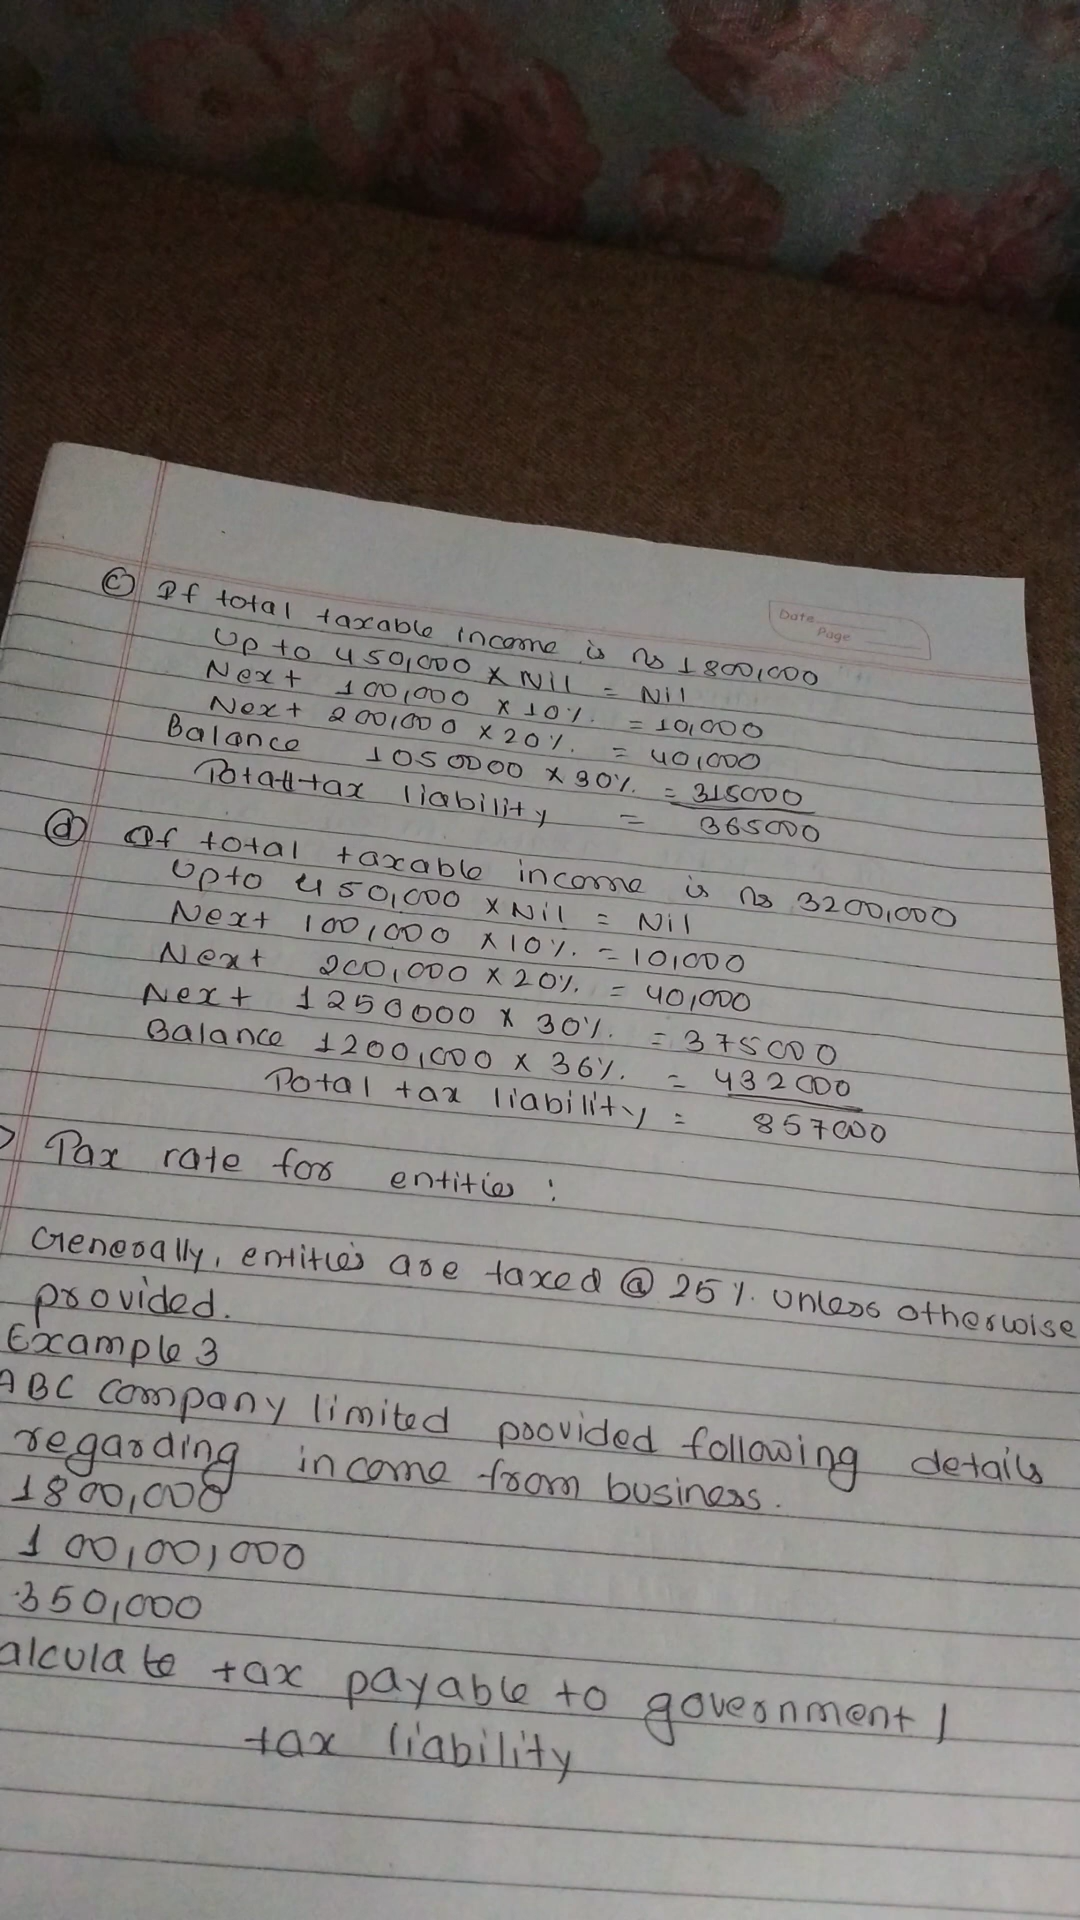 Date
Page
(c) If total taxable income is rs 1800,000
Up to 450,000 × Nil = Nil
Next 100,000 × 10% = 10,000
Next 200,000 × 20% = 40,000
Balance 1050000 × 30% = 315000
Total tax liability = 365000
(d) If total taxable income is rs 3200,000
Upto 450,000 × Nil = Nil
Next 100,000 × 10% = 10,000
Next 200,000 × 20% = 40,000
Next 1250000 × 30% = 375000
Balance 1200,000 × 36% = 432000
Total tax liability = 857000
Tax rate for entities :
Generally, entities are taxed @ 25% unless otherwise
provided.
Example 3
ABC company limited provided following details
regarding income from business.
1800,000
100,00,000
350,000
alculate tax payable to government /
tax liability